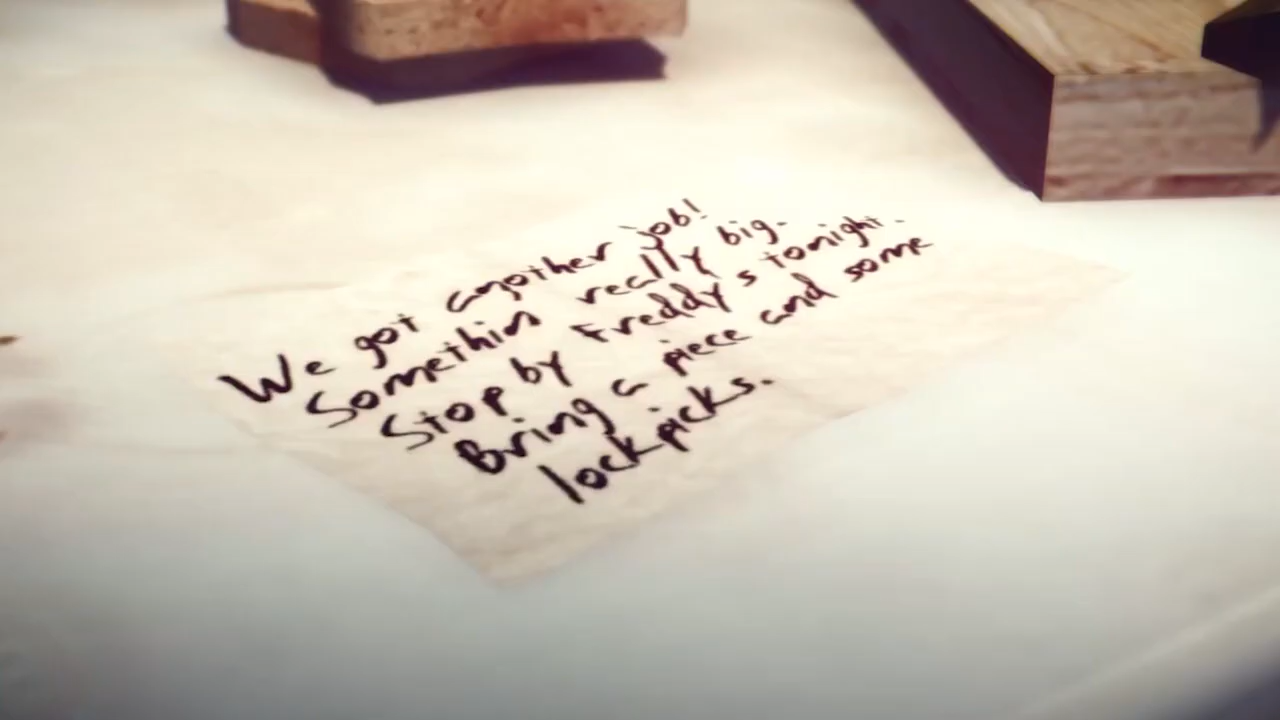 We got another job!
Somethin really big.
Stop by Freddy's tonight.
Bring a piece and some
lockpicks.